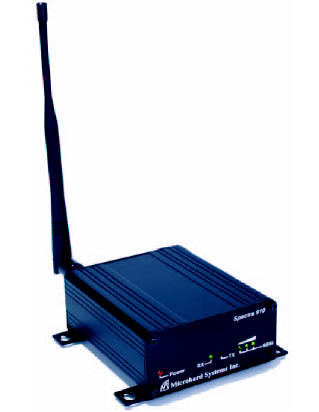 Spectra 910
Power RX TX RSSI
Microhard Systems Inc.